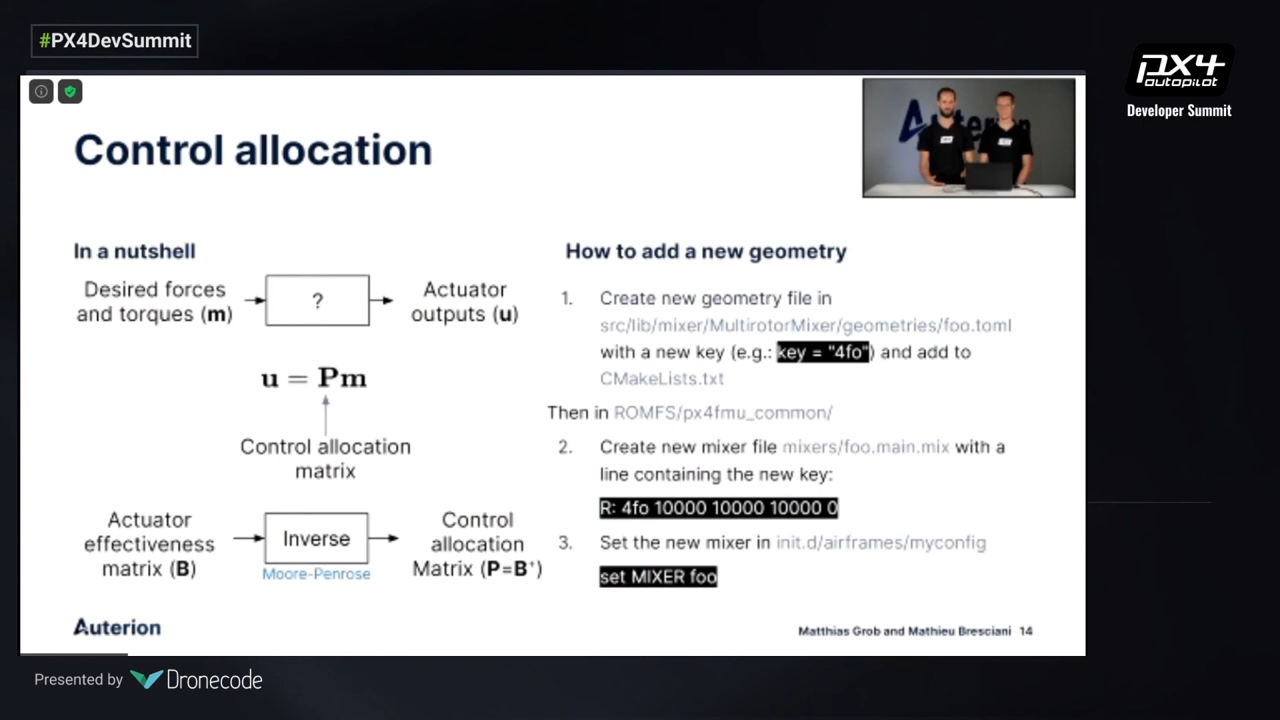 #PX4DevSummit
px4
autopilot
Developer Summit
Control allocation
Auterion
In a nutshell
Desired forces
and torques (m)
?
Actuator
outputs (u)
u = Pm
Control allocation
matrix
Actuator
effectiveness
matrix (B)
Inverse
Moore-Penrose
Control
allocation
Matrix (P=B⁺)
How to add a new geometry
1. Create new geometry file in
src/lib/mixer/MultirotorMixer/geometries/foo.toml
with a new key (e.g.: key = "4fo") and add to
CMakeLists.txt
Then in ROMFS/px4fmu_common/
2. Create new mixer file mixers/foo.main.mix with a
line containing the new key:
R: 4fo 10000 10000 10000 0
3. Set the new mixer in init.d/airframes/myconfig
set MIXER foo
Auterion
Matthias Grob and Mathieu Bresciani 14
Presented by Dronecode